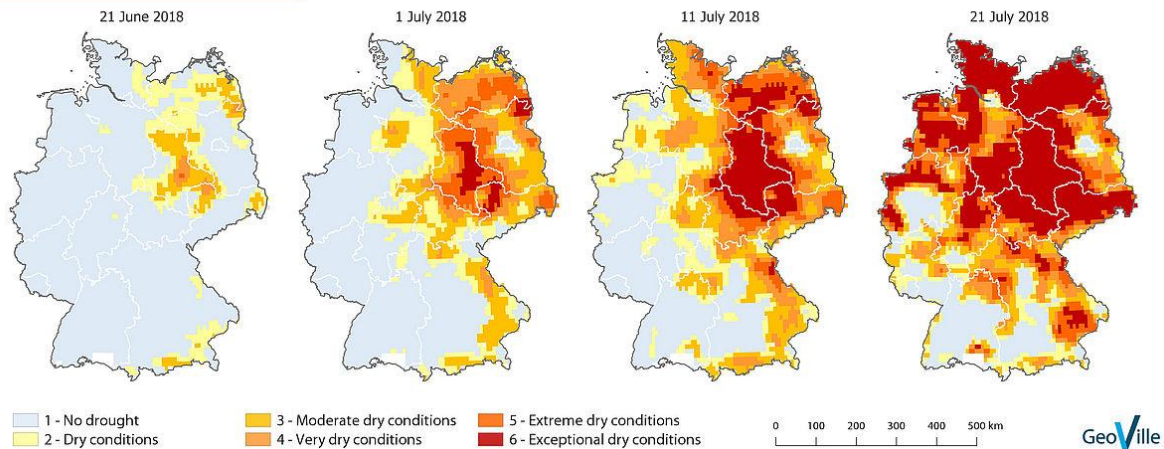 21 June 2018
1 July 2018
11 July 2018
21 July 2018
1 - No drought
2 - Dry conditions
3 - Moderate dry conditions
4 - Very dry conditions
5 - Extreme dry conditions
6 - Exceptional dry conditions
0 100 200 300 400 500 km
GeoVille